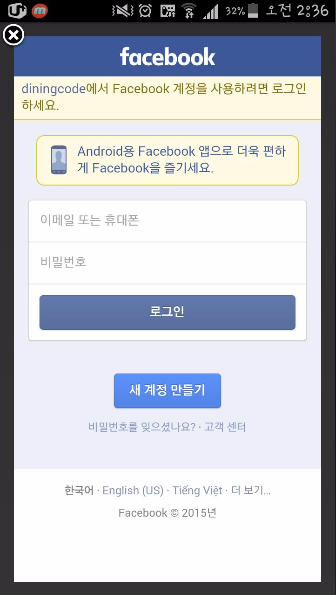 32% 오전 2:36
facebook
diningcode에서 Facebook 계정을 사용하려면 로그인
하세요.
Android용 Facebook 앱으로 더욱 편하
게 Facebook을 즐기세요.
이메일 또는 휴대폰
비밀번호
로그인
새 계정 만들기
비밀번호를 잊으셨나요? · 고객 센터
한국어 · English (US) · Tiếng Việt · 더 보기...
Facebook © 2015년